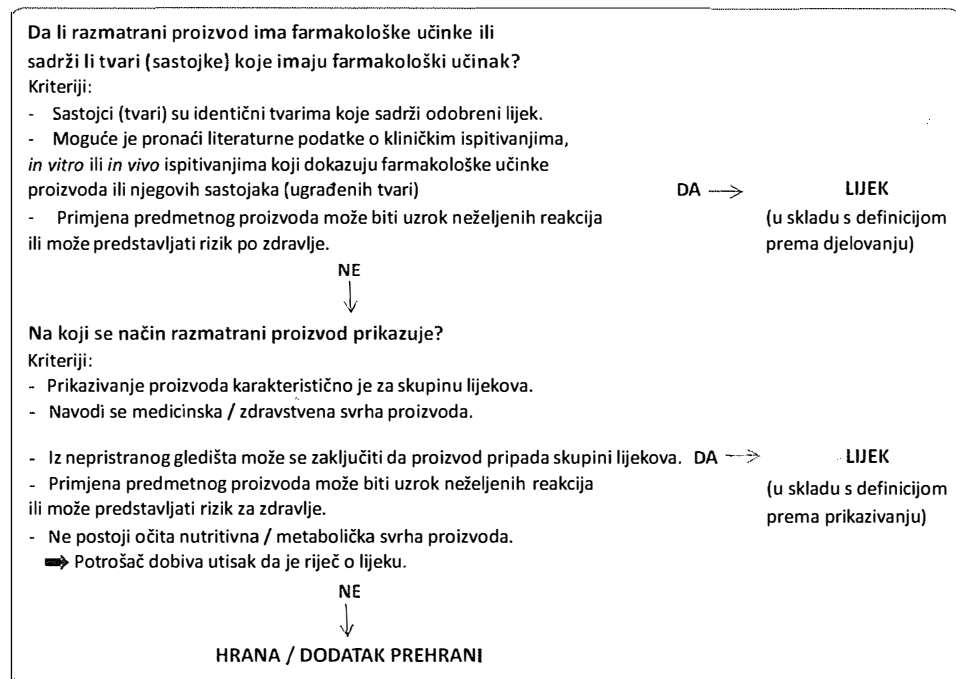 Da li razmatrani proizvod ima farmakološke učinke ili
sadrži li tvari (sastojke) koje imaju farmakološki učinak?
Kriteriji:
- Sastojci (tvari) su identični tvarima koje sadrži odobreni lijek.
- Moguće je pronaći literaturne podatke o kliničkim ispitivanjima,
in vitro ili in vivo ispitivanjima koji dokazuju farmakološke učinke
proizvoda ili njegovih sastojaka (ugrađenih tvari) DA → LIJEK
- Primjena predmetnog proizvoda može biti uzrok neželjenih reakcija (u skladu s definicijom
ili može predstavljati rizik po zdravlje. prema djelovanju)
NE
↓
Na koji se način razmatrani proizvod prikazuje?
Kriteriji:
- Prikazivanje proizvoda karakteristično je za skupinu lijekova.
- Navodi se medicinska / zdravstvena svrha proizvoda.
- Iz nepristranog gledišta može se zaključiti da proizvod pripada skupini lijekova. DA → LIJEK
- Primjena predmetnog proizvoda može biti uzrok neželjenih reakcija (u skladu s definicijom
ili može predstavljati rizik za zdravlje. prema prikazivanju)
- Ne postoji očita nutritivna / metabolička svrha proizvoda.
➡ Potrošač dobiva utisak da je riječ o lijeku.
NE
↓
HRANA / DODATAK PREHRANI